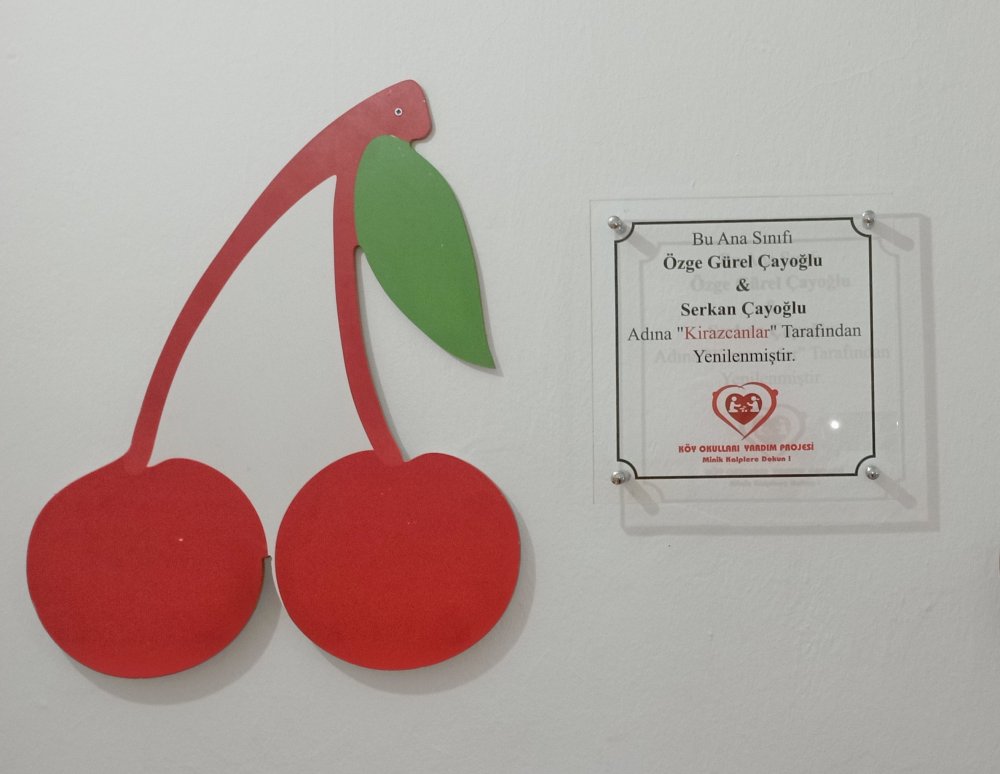 Bu Ana Sınıfı
Özge Gürel Çayoğlu
&
Serkan Çayoğlu
Adına "Kirazcanlar" Tarafından
Yenilenmiştir.
KÖY OKULLARI YARDIM PROJESİ
Minik Kalplere Dokun !